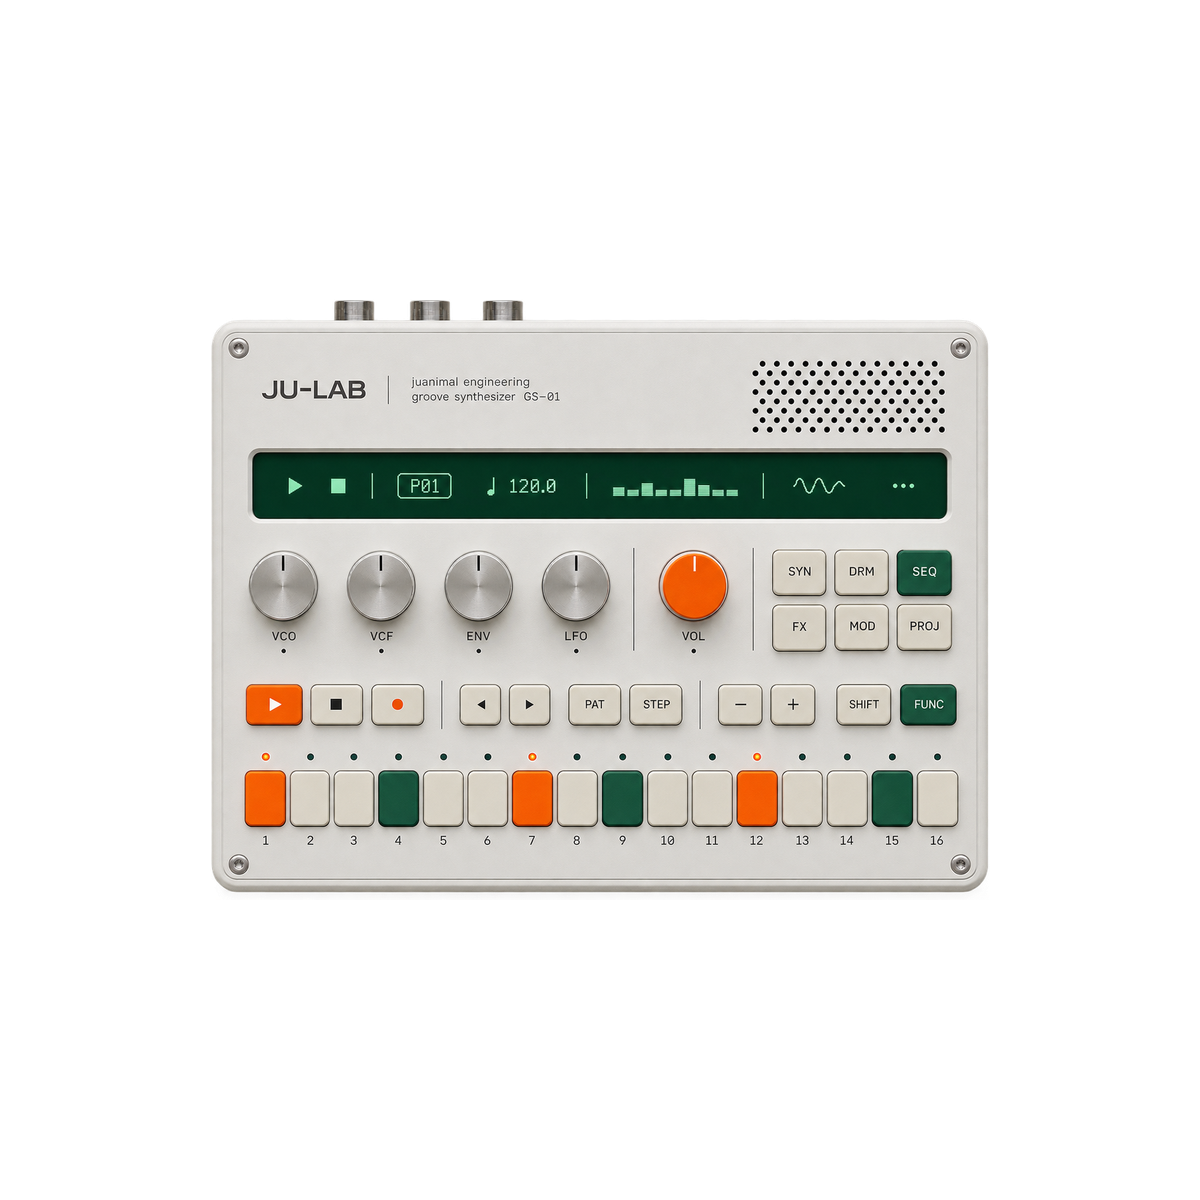 JU-LAB
juanimal engineering
groove synthesizer GS-01
P01 120.0
VCO VCF ENV LFO VOL
SYN DRM SEQ
FX MOD PROJ
PAT STEP − + SHIFT FUNC
1 2 3 4 5 6 7 8 9 10 11 12 13 14 15 16